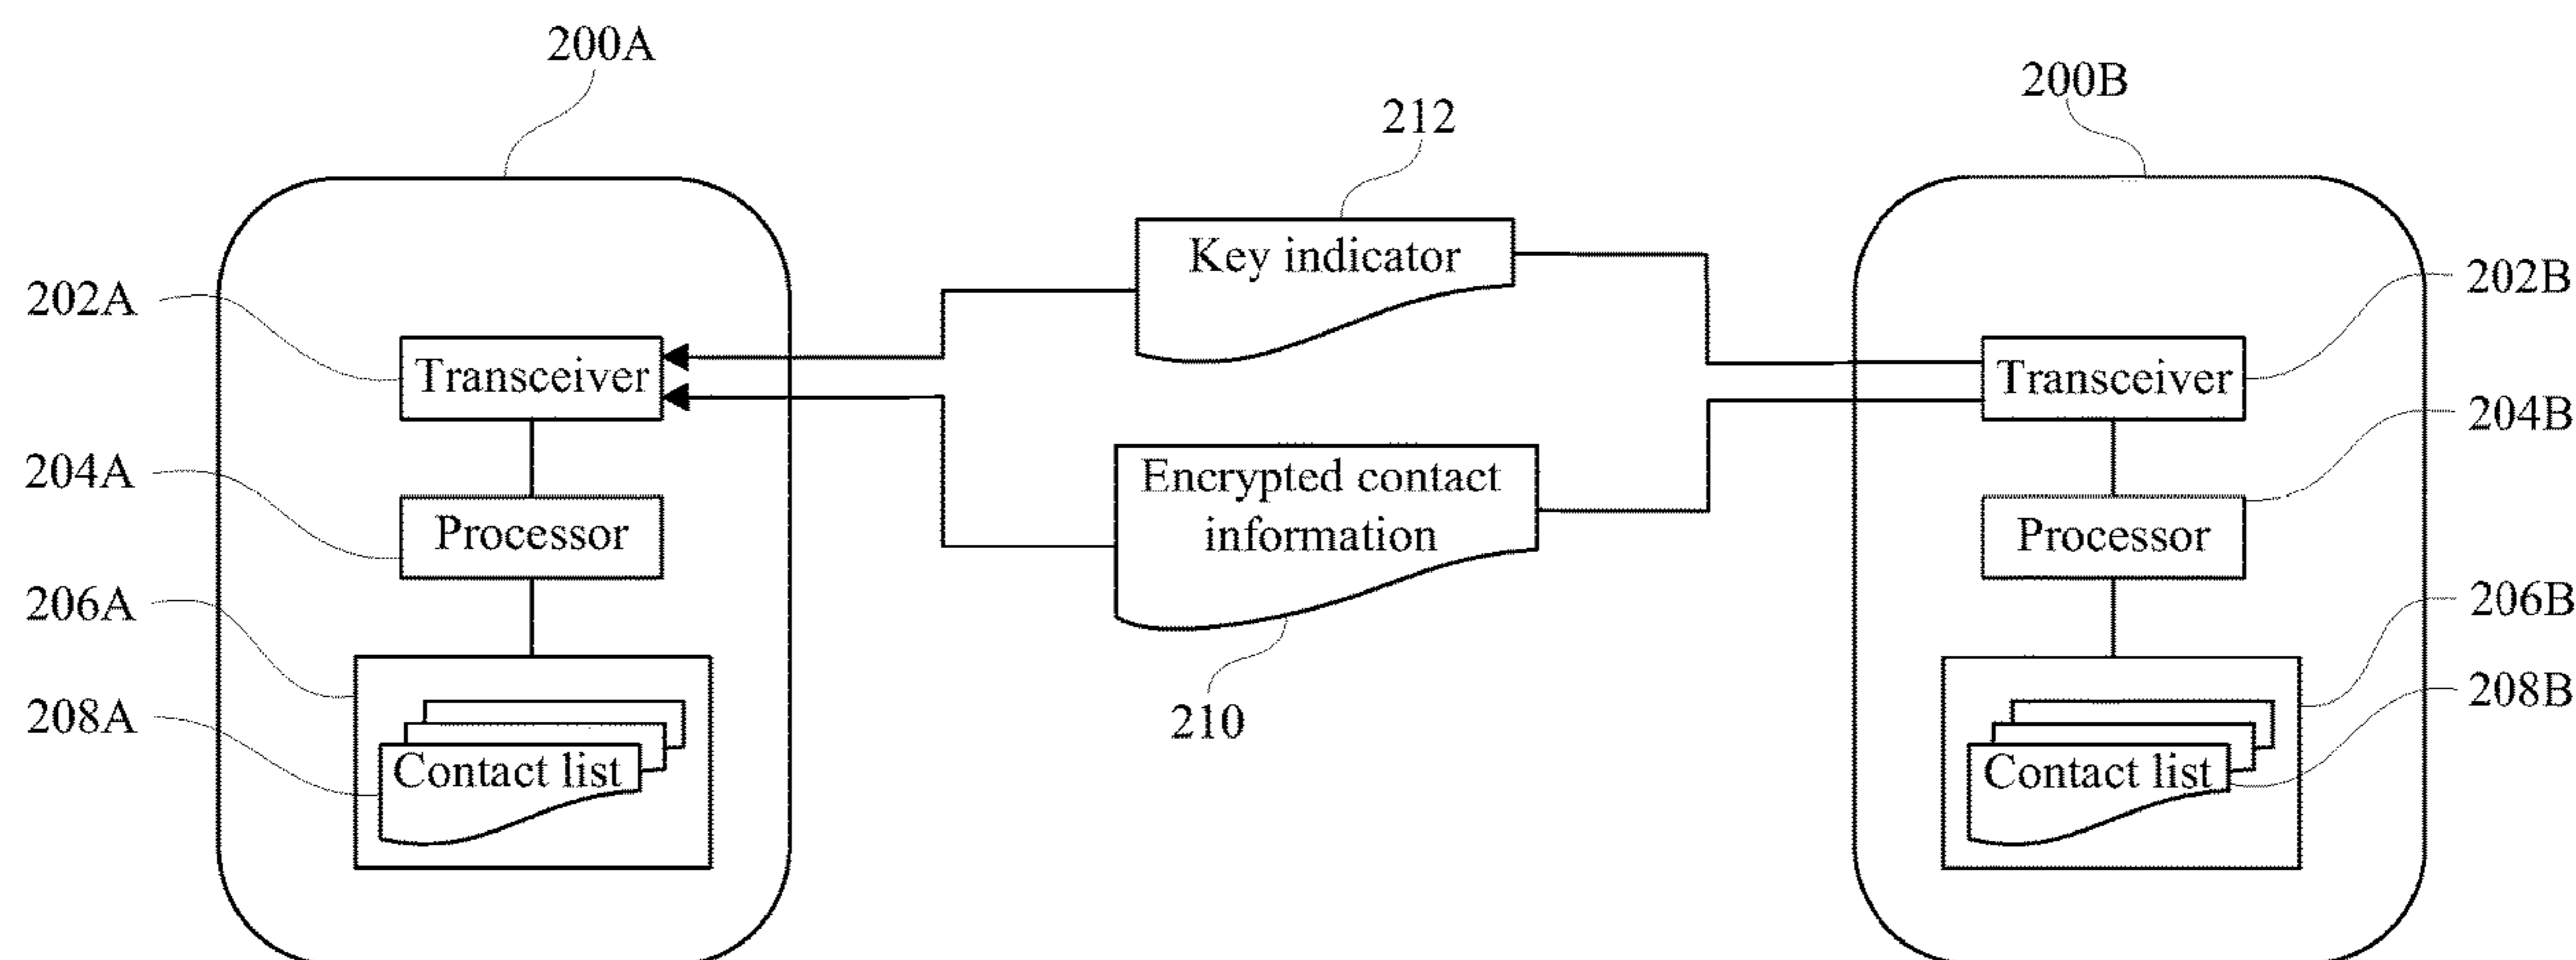 200A
200B
212
Key indicator
202A
202B
Transceiver
Transceiver
204A
204B
Encrypted contact
information
Processor
Processor
206A
206B
208A
208B
210
Contact list
Contact list